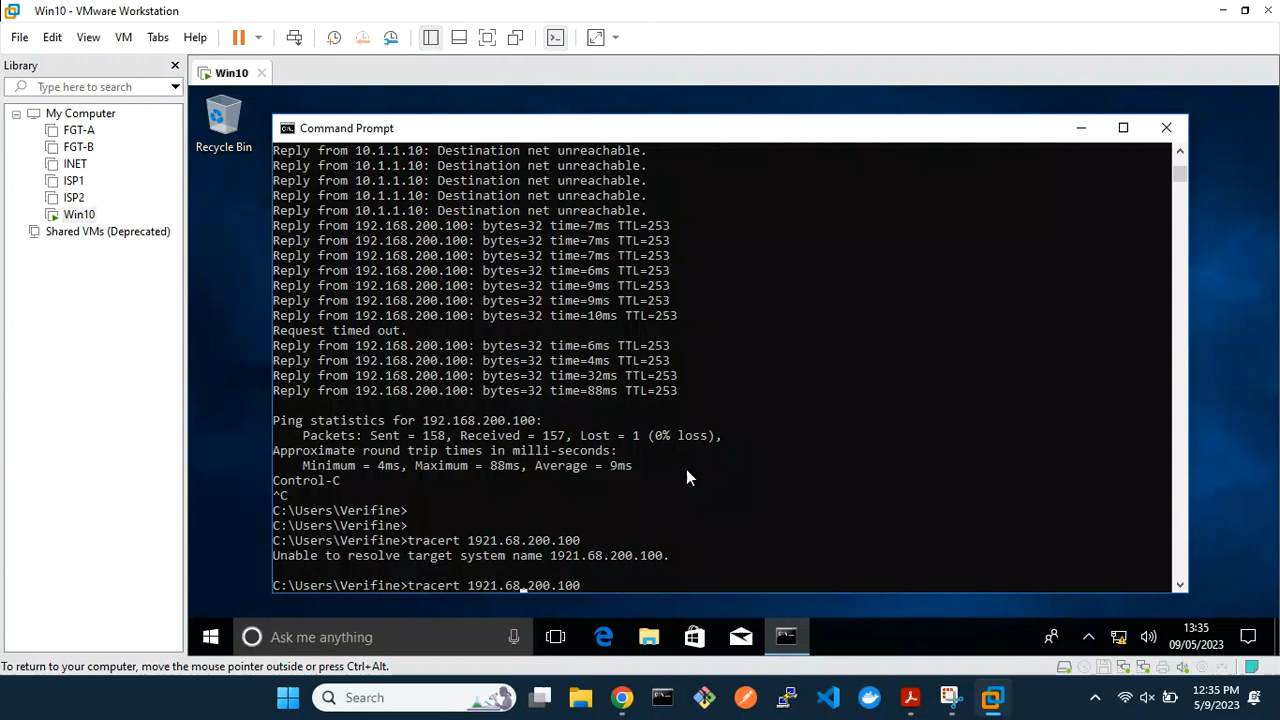 Win10 - VMware Workstation
File Edit View VM Tabs Help
Library
Win10
Type here to search
My Computer
FGT-A
FGT-B
INET
ISP1
ISP2
Win10
Shared VMs (Deprecated)
Recycle Bin
Command Prompt
Reply from 10.1.1.10: Destination net unreachable.
Reply from 10.1.1.10: Destination net unreachable.
Reply from 10.1.1.10: Destination net unreachable.
Reply from 10.1.1.10: Destination net unreachable.
Reply from 10.1.1.10: Destination net unreachable.
Reply from 192.168.200.100: bytes=32 time=7ms TTL=253
Reply from 192.168.200.100: bytes=32 time=7ms TTL=253
Reply from 192.168.200.100: bytes=32 time=7ms TTL=253
Reply from 192.168.200.100: bytes=32 time=6ms TTL=253
Reply from 192.168.200.100: bytes=32 time=9ms TTL=253
Reply from 192.168.200.100: bytes=32 time=9ms TTL=253
Reply from 192.168.200.100: bytes=32 time=10ms TTL=253
Request timed out.
Reply from 192.168.200.100: bytes=32 time=6ms TTL=253
Reply from 192.168.200.100: bytes=32 time=4ms TTL=253
Reply from 192.168.200.100: bytes=32 time=32ms TTL=253
Reply from 192.168.200.100: bytes=32 time=88ms TTL=253
Ping statistics for 192.168.200.100:
Packets: Sent = 158, Received = 157, Lost = 1 (0% loss),
Approximate round trip times in milli-seconds:
Minimum = 4ms, Maximum = 88ms, Average = 9ms
Control-C
^C
C:\Users\Verifine>
C:\Users\Verifine>
C:\Users\Verifine>tracert 1921.68.200.100
Unable to resolve target system name 1921.68.200.100.
C:\Users\Verifine>tracert 1921.68.200.100
Ask me anything
13:35
09/05/2023
To return to your computer, move the mouse pointer outside or press Ctrl+Alt.
Search
12:35 PM
5/9/2023